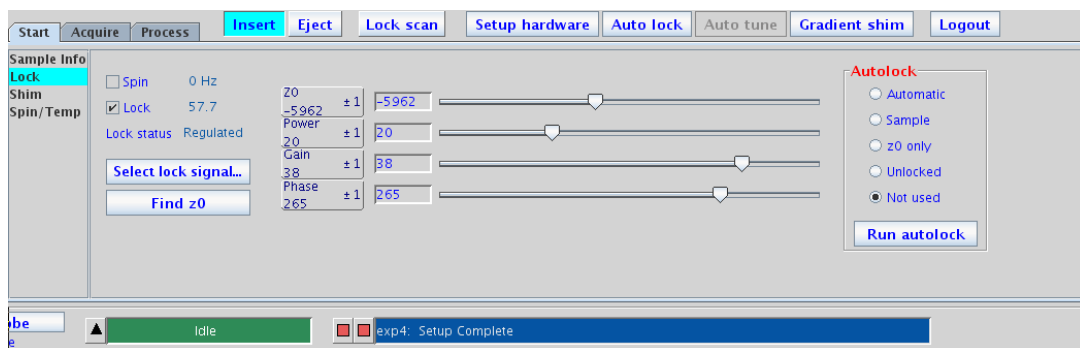 Start Acquire Process Insert Eject Lock scan Setup hardware Auto lock Auto tune Gradient shim Logout
Sample Info
Lock
Shim
Spin/Temp
Spin 0 Hz
Lock 57.7
Lock status Regulated
Select lock signal...
Find z0
Z0
-5962 ±1 -5962
Power
20 ±1 20
Gain
38 ±1 38
Phase
265 ±1 265
Autolock
Automatic
Sample
z0 only
Unlocked
Not used
Run autolock
be
e
Idle
exp4: Setup Complete